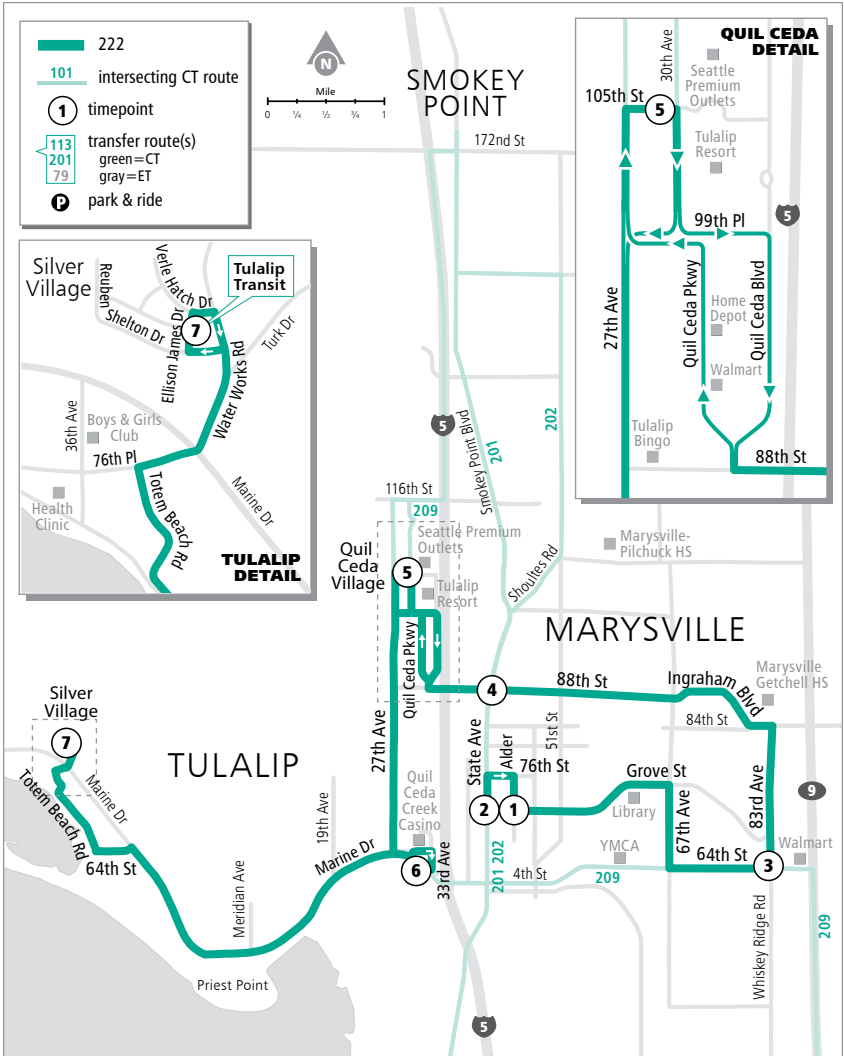 222
101
intersecting CT route
1
timepoint
113
201
79
transfer route(s)
green=CT
gray=ET
P
park & ride
N
Mile
0
¼
½
¾
1
SMOKEY
POINT
172nd St
QUIL CEDA
DETAIL
30th Ave
Seattle
Premium
Outlets
105th St
5
Tulalip
Resort
5
99th Pl
27th Ave
Quil Ceda Pkwy
Quil Ceda Blvd
Home
Depot
Walmart
Tulalip
Bingo
88th St
Silver
Village
Reuben
Shelton Dr
Verle Hatch Dr
Tulalip
Transit
7
Ellison James Dr
Water Works Rd
Turk Dr
36th Ave
Boys & Girls
Club
76th Pl
Totem Beach Rd
Marine Dr
Health
Clinic
TULALIP
DETAIL
5
Smokey Point Blvd
201
202
116th St
209
Seattle Premium
Outlets
Quil
Ceda
Village
5
Tulalip
Resort
Quil Ceda Pkwy
Shoultes Rd
Marysville-
Pilchuck HS
MARYSVILLE
4
88th St
Ingraham Blvd
Marysville
Getchell HS
84th St
51st St
State Ave
Alder
76th St
2
1
Grove St
Library
67th Ave
83rd Ave
9
Silver
Village
7
TULALIP
27th Ave
Totem Beach Rd
Marine Dr
64th St
19th Ave
Meridian Ave
Marine Dr
Quil
Ceda
Creek
Casino
6
33rd Ave
201 202
4th St
209
YMCA
64th St
3
Walmart
Whiskey Ridge Rd
209
Priest Point
5